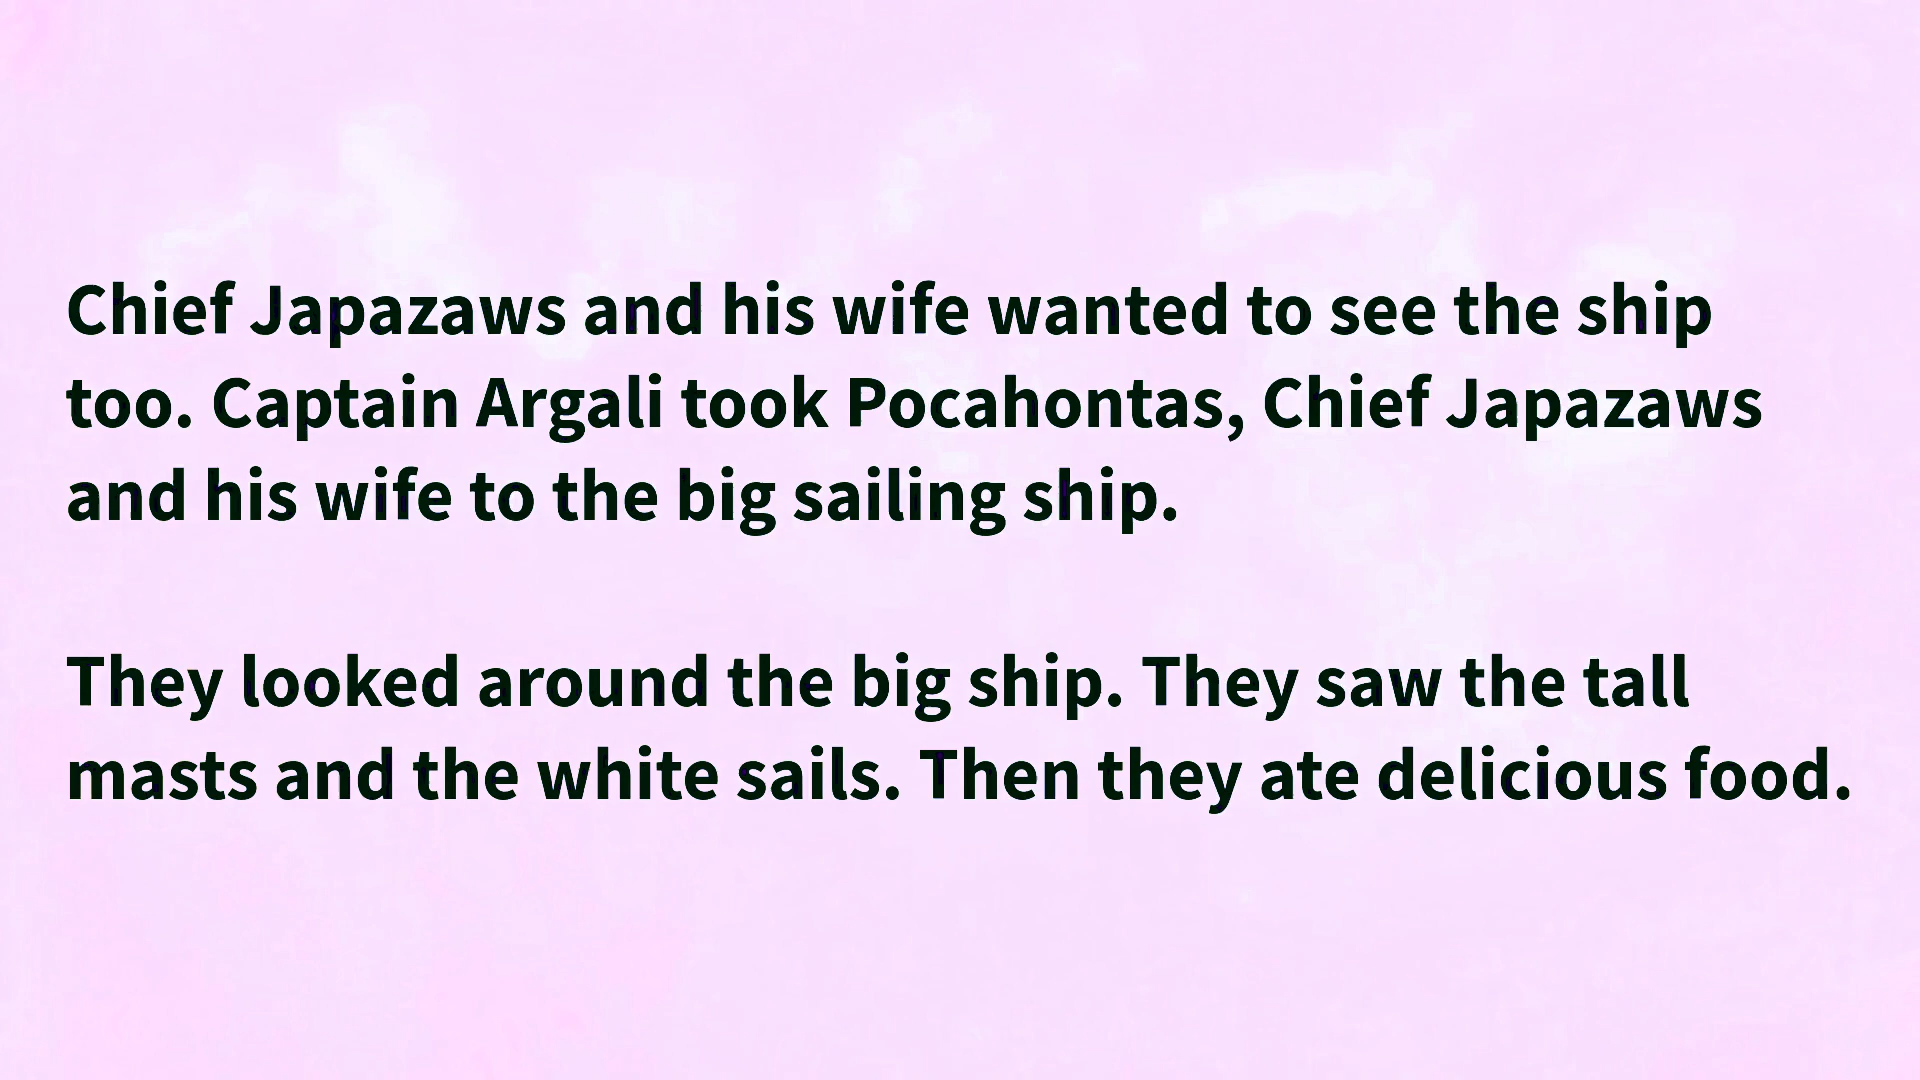 Chief Japazaws and his wife wanted to see the ship
too. Captain Argali took Pocahontas, Chief Japazaws
and his wife to the big sailing ship.
They looked around the big ship. They saw the tall
masts and the white sails. Then they ate delicious food.